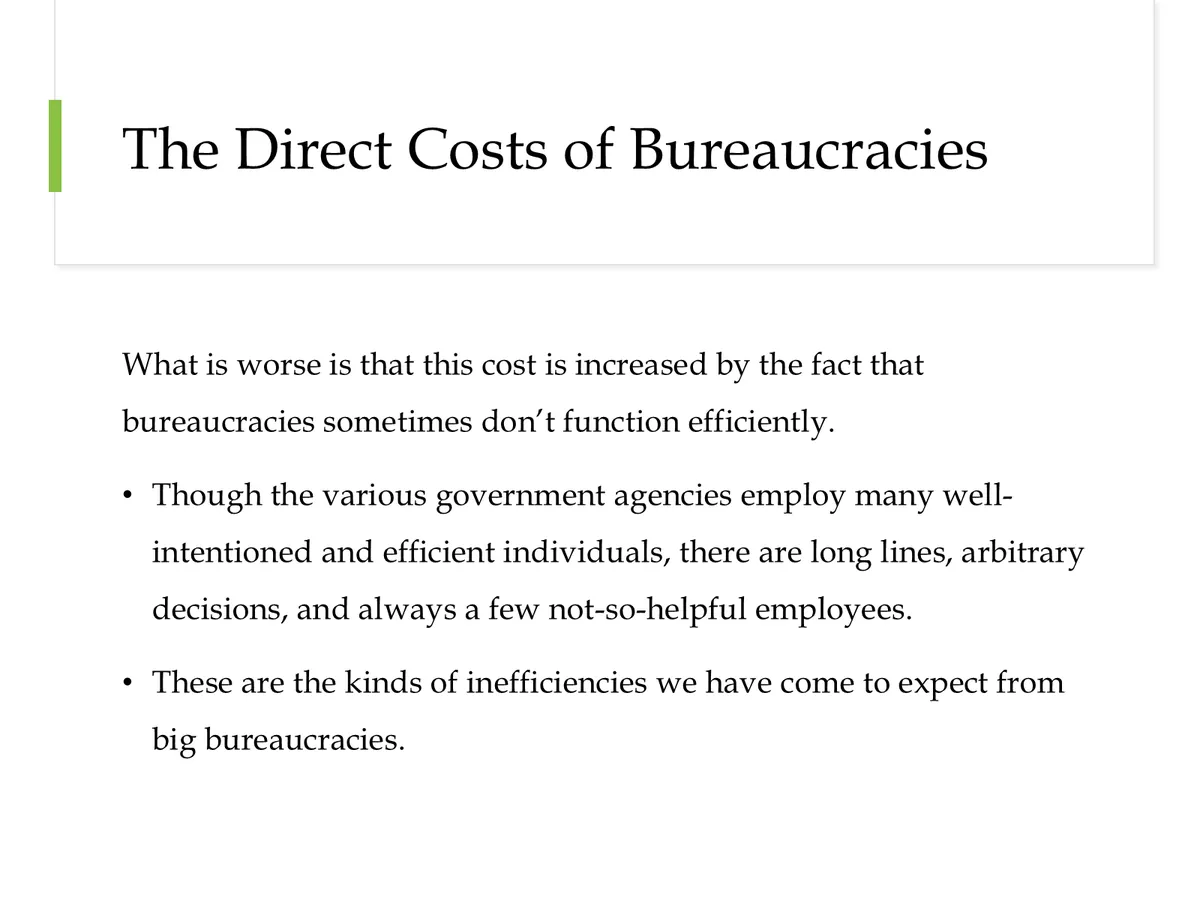 The Direct Costs of Bureaucracies
What is worse is that this cost is increased by the fact that
bureaucracies sometimes don’t function efficiently.
• Though the various government agencies employ many well-
intentioned and efficient individuals, there are long lines, arbitrary
decisions, and always a few not-so-helpful employees.
• These are the kinds of inefficiencies we have come to expect from
big bureaucracies.